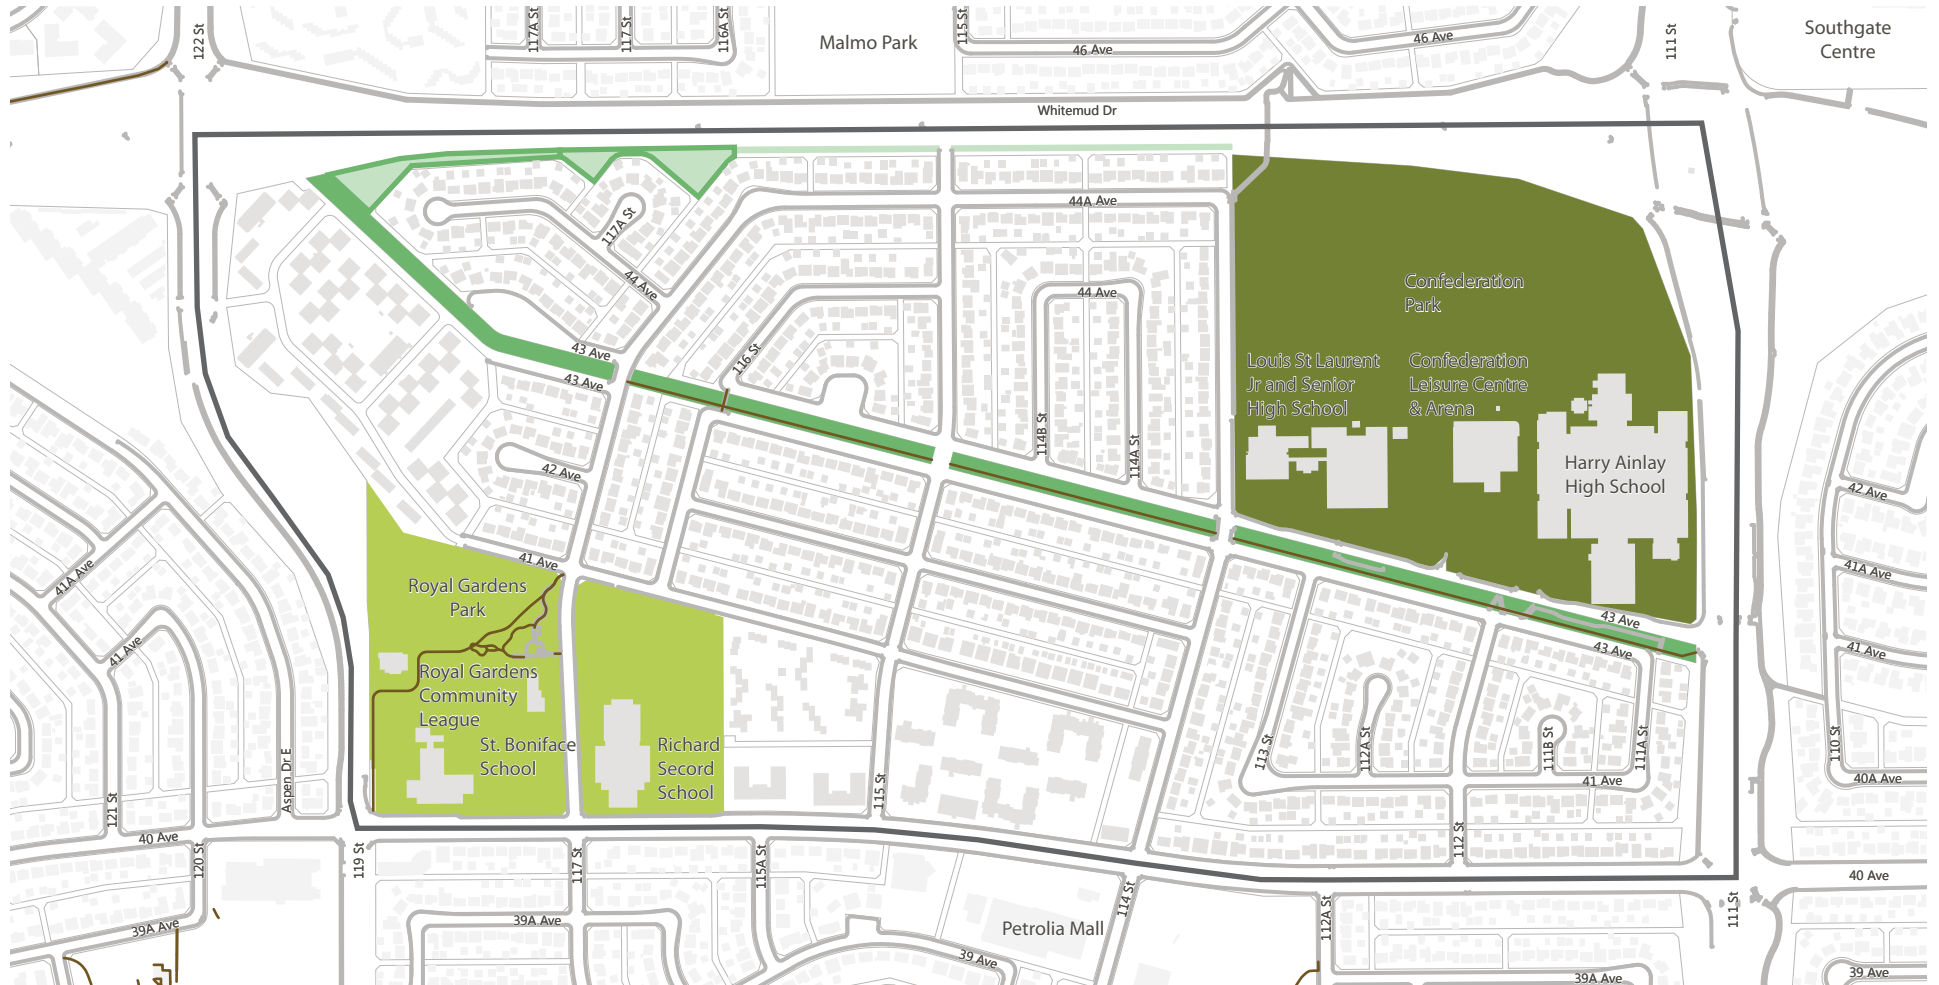 122 St
117A St
117 St
116A St
Malmo Park
115 St
46 Ave
46 Ave
111 St
Southgate
Centre
Whitemud Dr
117A St
44A Ave
44 Ave
44 Ave
Confederation
Park
43 Ave
43 Ave
116 St
Louis St Laurent
Jr and Senior
High School
Confederation
Leisure Centre
& Arena
114B St
114A St
Harry Ainlay
High School
42 Ave
42 Ave
41 Ave
41A Ave
41A Ave
Royal Gardens
Park
43 Ave
43 Ave
41 Ave
41 Ave
Royal Gardens
Community
League
St. Boniface
School
Richard
Secord
School
113 St
112A St
111B St
111A St
110 St
41 Ave
40A Ave
Aspen Dr E
121 St
115 St
40 Ave
120 St
119 St
117 St
115A St
112 St
40 Ave
114 St
112A St
111 St
39A Ave
39A Ave
Petrolia Mall
39 Ave
39A Ave
39 Ave